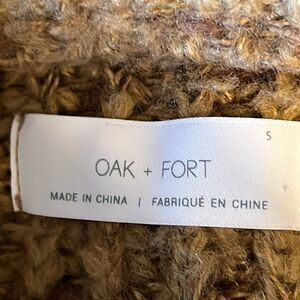 S
OAK + FORT
MADE IN CHINA | FABRIQUÉ EN CHINE